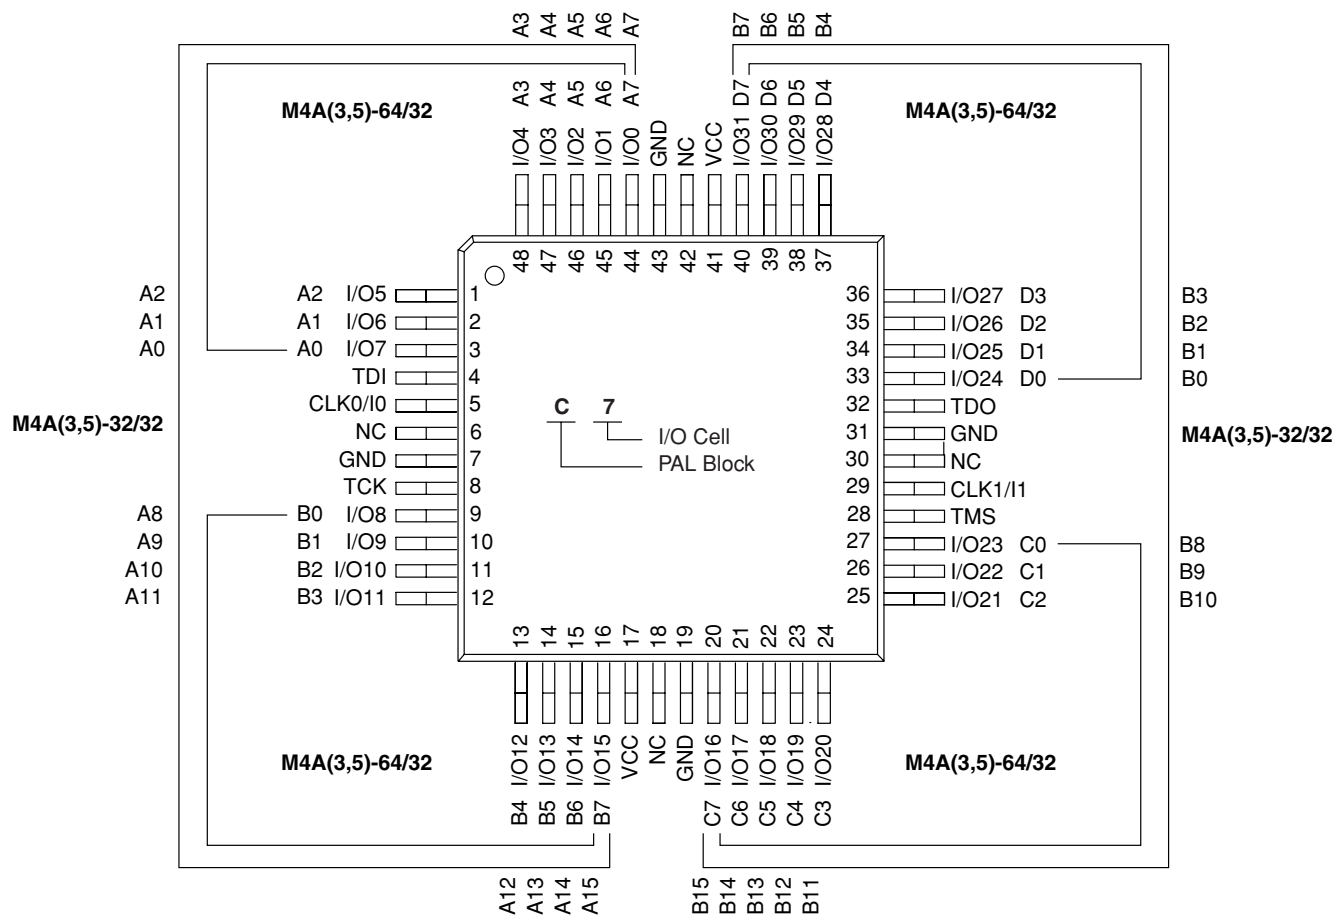 A3 A4 A5 A6 A7 B7 B6 B5 B4
A3 A4 A5 A6 A7 D7 D6 D5 D4
M4A(3,5)-64/32 M4A(3,5)-64/32
I/O4 I/O3 I/O2 I/O1 I/O0 GND NC VCC I/O31 I/O30 I/O29 I/O28
48 47 46 45 44 43 42 41 40 39 38 37
A2 A2 I/O5 1 36 I/O27 D3 B3
A1 A1 I/O6 2 35 I/O26 D2 B2
A0 A0 I/O7 3 34 I/O25 D1 B1
TDI 4 33 I/O24 D0 B0
CLK0/I0 5 C 7 32 TDO
M4A(3,5)-32/32 NC 6 I/O Cell 31 GND M4A(3,5)-32/32
GND 7 PAL Block 30 NC
TCK 8 29 CLK1/I1
A8 B0 I/O8 9 28 TMS
A9 B1 I/O9 10 27 I/O23 C0 B8
A10 B2 I/O10 11 26 I/O22 C1 B9
A11 B3 I/O11 12 25 I/O21 C2 B10
13 14 15 16 17 18 19 20 21 22 23 24
I/O12 I/O13 I/O14 I/O15 VCC NC GND I/O16 I/O17 I/O18 I/O19 I/O20
M4A(3,5)-64/32 M4A(3,5)-64/32
B4 B5 B6 B7 C7 C6 C5 C4 C3
A12 A13 A14 A15 B15 B14 B13 B12 B11